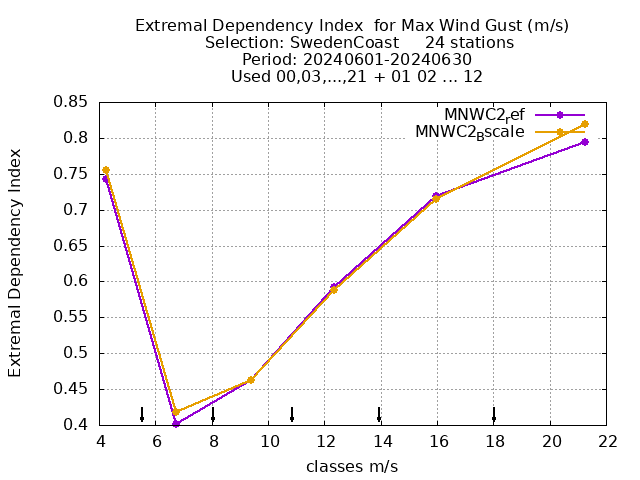 Extremal Dependency Index  for Max Wind Gust (m/s)
Selection: SwedenCoast     24 stations
Period: 20240601-20240630
Used 00,03,...,21 + 01 02 ... 12
MNWC2ref
MNWC2Bscale
0.85
0.8
0.75
0.7
0.65
0.6
0.55
0.5
0.45
0.4
Extremal Dependency Index
4 6 8 10 12 14 16 18 20 22
classes m/s